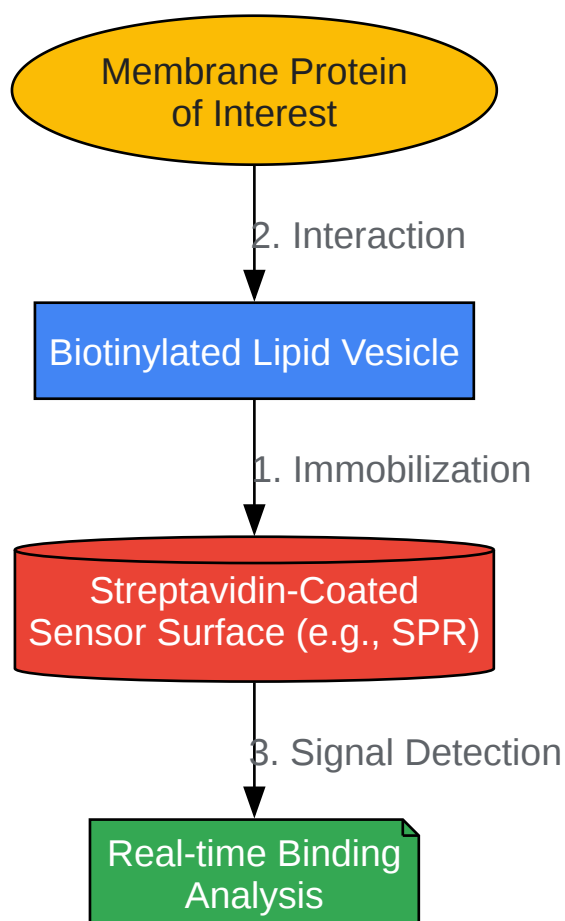 Membrane Protein
of Interest
2. Interaction
Biotinylated Lipid Vesicle
1. Immobilization
Streptavidin-Coated
Sensor Surface (e.g., SPR)
3. Signal Detection
Real-time Binding
Analysis